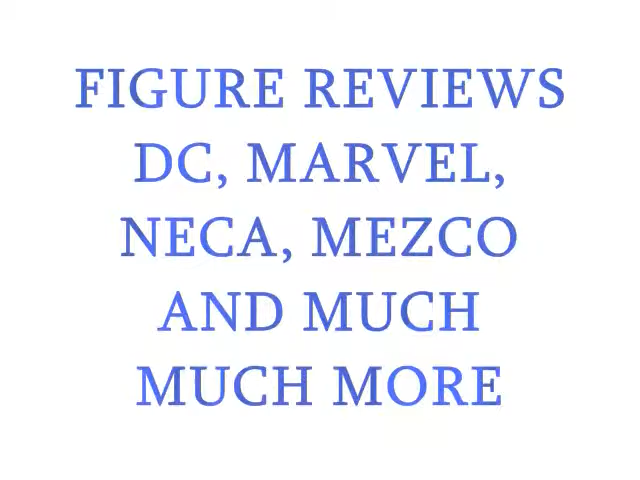 FIGURE REVIEWS
DC, MARVEL,
NECA, MEZCO
AND MUCH
MUCH MORE